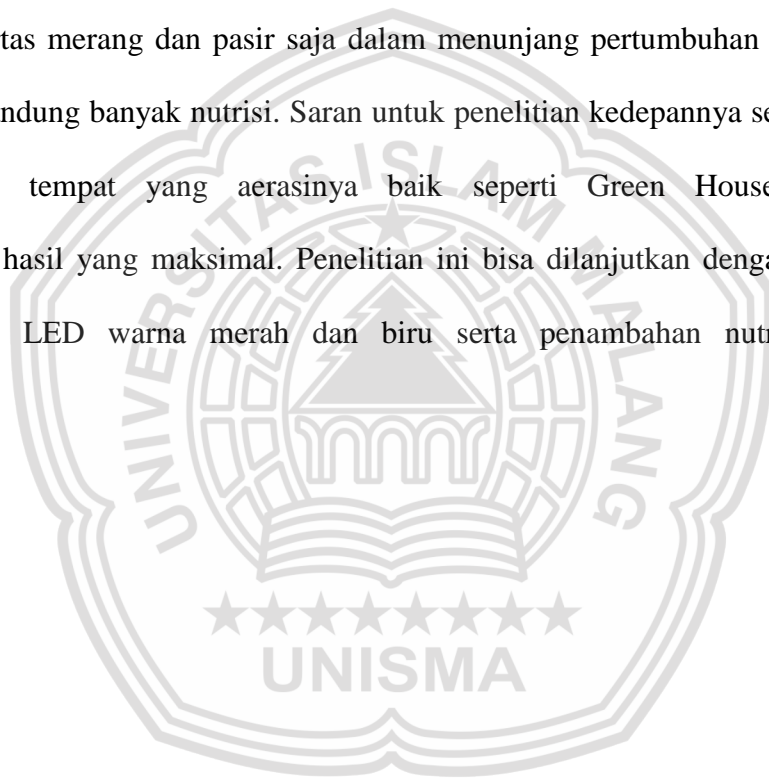 rtas merang dan pasir saja dalam menunjang pertumbuhan
ndung banyak nutrisi. Saran untuk penelitian kedepannya se
tempat yang aerasinya baik seperti Green House
hasil yang maksimal. Penelitian ini bisa dilanjutkan denga
LED warna merah dan biru serta penambahan nutr
UNIVERSITAS ISLAM MALANG
UNISMA